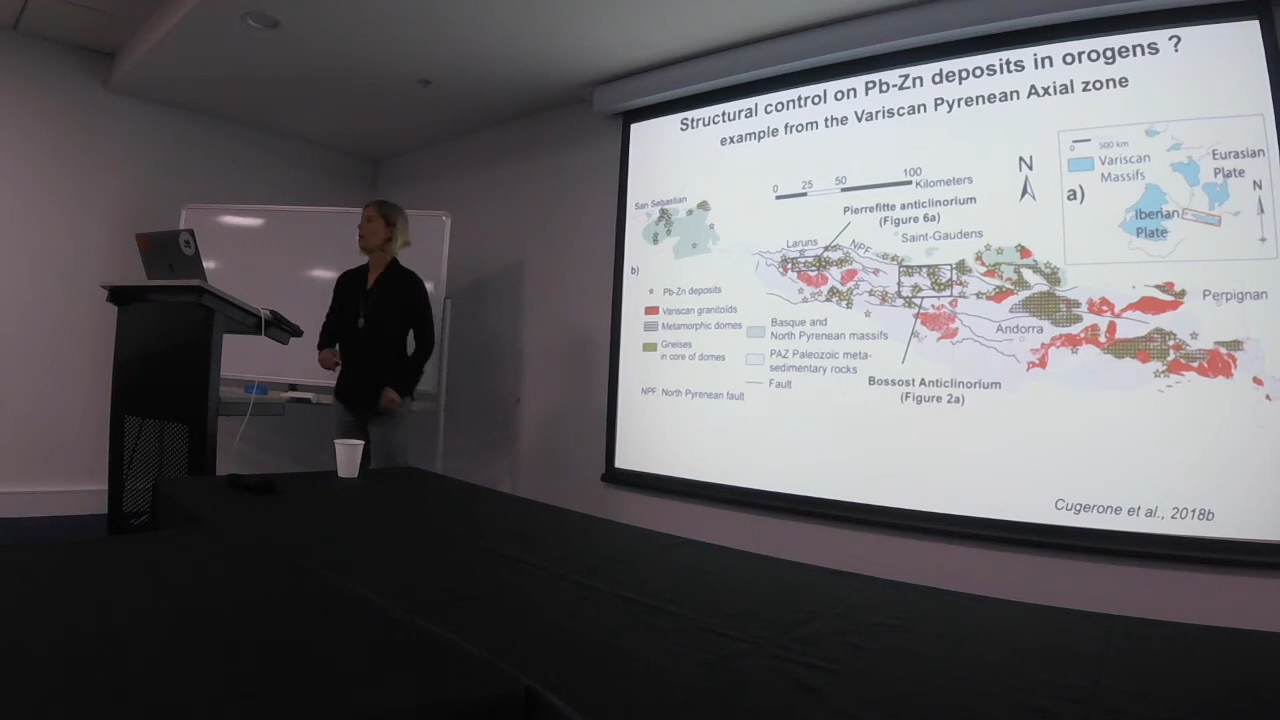 Structural control on Pb-Zn deposits in orogens ?
example from the Variscan Pyrenean Axial zone
0 25 50 100
Kilometers
N
0 500 km
Variscan
Massifs
a)
Eurasian
Plate
N
Iberian
Plate
San Sebastian
Pierrefitte anticlinorium
(Figure 6a)
Laruns
NPF
Saint-Gaudens
b)
Pb-Zn deposits
Variscan granitoïds
Metamorphic domes
Gneises
in core of domes
NPF: North Pyrenean fault
Basque and
North Pyrenean massifs
PAZ Paleozoic meta-
sedimentary rocks
Fault
Perpignan
Andorra
Bossost Anticlinorium
(Figure 2a)
Cugerone et al., 2018b